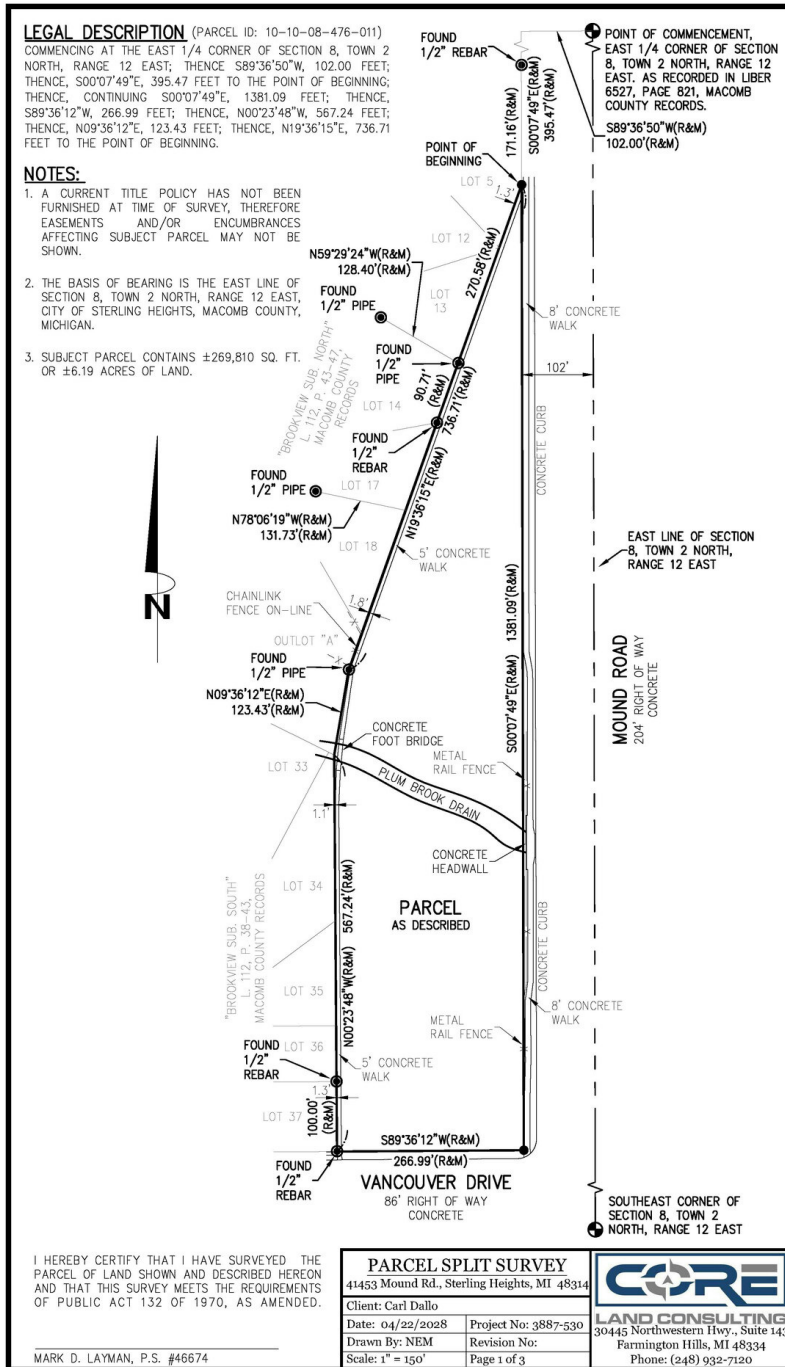 LEGAL DESCRIPTION (PARCEL ID: 10-10-08-476-011)
COMMENCING AT THE EAST 1/4 CORNER OF SECTION 8, TOWN 2
NORTH, RANGE 12 EAST; THENCE S89°36'50"W, 102.00 FEET;
THENCE, S00°07'49"E, 395.47 FEET TO THE POINT OF BEGINNING;
THENCE, CONTINUING S00°07'49"E, 1381.09 FEET; THENCE,
S89°36'12"W, 266.99 FEET; THENCE, N00°23'48"W, 567.24 FEET;
THENCE, N09°36'12"E, 123.43 FEET; THENCE, N19°36'15"E, 736.71
FEET TO THE POINT OF BEGINNING.
NOTES:
1. A CURRENT TITLE POLICY HAS NOT BEEN
FURNISHED AT TIME OF SURVEY, THEREFORE
EASEMENTS AND/OR ENCUMBRANCES
AFFECTING SUBJECT PARCEL MAY NOT BE
SHOWN.
2. THE BASIS OF BEARING IS THE EAST LINE OF
SECTION 8, TOWN 2 NORTH, RANGE 12 EAST,
CITY OF STERLING HEIGHTS, MACOMB COUNTY,
MICHIGAN.
3. SUBJECT PARCEL CONTAINS ±269,810 SQ. FT.
OR ±6.19 ACRES OF LAND.
FOUND
1/2" REBAR
POINT OF COMMENCEMENT,
EAST 1/4 CORNER OF SECTION
8, TOWN 2 NORTH, RANGE 12
EAST. AS RECORDED IN LIBER
6527, PAGE 821, MACOMB
COUNTY RECORDS.
S89°36'50"W(R&M)
102.00'(R&M)
171.16'(R&M)
S00°07'49"E(R&M)
395.47'(R&M)
POINT OF
BEGINNING
LOT 5
1.3'
LOT 12
N59°29'24"W(R&M)
128.40'(R&M)
270.58'(R&M)
LOT
13
FOUND
1/2" PIPE
8' CONCRETE
WALK
"BROOKVIEW SUB. NORTH"
L. 112, P. 43-47,
MACOMB COUNTY
RECORDS
FOUND
1/2"
PIPE
102'
90.71'
(R&M)
736.71'(R&M)
LOT 14
FOUND
1/2"
REBAR
CONCRETE CURB
LOT 17
FOUND
1/2" PIPE
N78°06'19"W(R&M)
131.73'(R&M)
N19°36'15"E(R&M)
LOT 18
5' CONCRETE
WALK
EAST LINE OF SECTION
8, TOWN 2 NORTH,
RANGE 12 EAST
N
CHAINLINK
FENCE ON-LINE
1.8'
1381.09'(R&M)
OUTLOT "A"
FOUND
1/2" PIPE
S00°07'49"E(R&M)
MOUND ROAD
204' RIGHT OF WAY
CONCRETE
N09°36'12"E(R&M)
123.43'(R&M)
CONCRETE
FOOT BRIDGE
LOT 33
METAL
RAIL FENCE
PLUM BROOK DRAIN
1.1'
CONCRETE
HEADWALL
LOT 34
"BROOKVIEW SUB. SOUTH"
L. 112, P. 38-43,
MACOMB COUNTY RECORDS
567.24'(R&M)
PARCEL
AS DESCRIBED
CONCRETE CURB
N00°23'48"W(R&M)
LOT 35
8' CONCRETE
WALK
METAL
RAIL FENCE
LOT 36
FOUND
1/2"
REBAR
5' CONCRETE
WALK
1.3'
LOT 37
100.00'
(R&M)
S89°36'12"W(R&M)
266.99'(R&M)
FOUND
1/2"
REBAR
VANCOUVER DRIVE
86' RIGHT OF WAY
CONCRETE
SOUTHEAST CORNER OF
SECTION 8, TOWN 2
NORTH, RANGE 12 EAST
I HEREBY CERTIFY THAT I HAVE SURVEYED THE
PARCEL OF LAND SHOWN AND DESCRIBED HEREON
AND THAT THIS SURVEY MEETS THE REQUIREMENTS
OF PUBLIC ACT 132 OF 1970, AS AMENDED.
MARK D. LAYMAN, P.S. #46674
PARCEL SPLIT SURVEY
41453 Mound Rd., Sterling Heights, MI 48314
Client: Carl Dallo
Date: 04/22/2028
Project No: 3887-530
Drawn By: NEM
Revision No:
Scale: 1" = 150'
Page 1 of 3
CORE
LAND CONSULTING
30445 Northwestern Hwy., Suite 143
Farmington Hills, MI 48334
Phone: (248) 932-7120